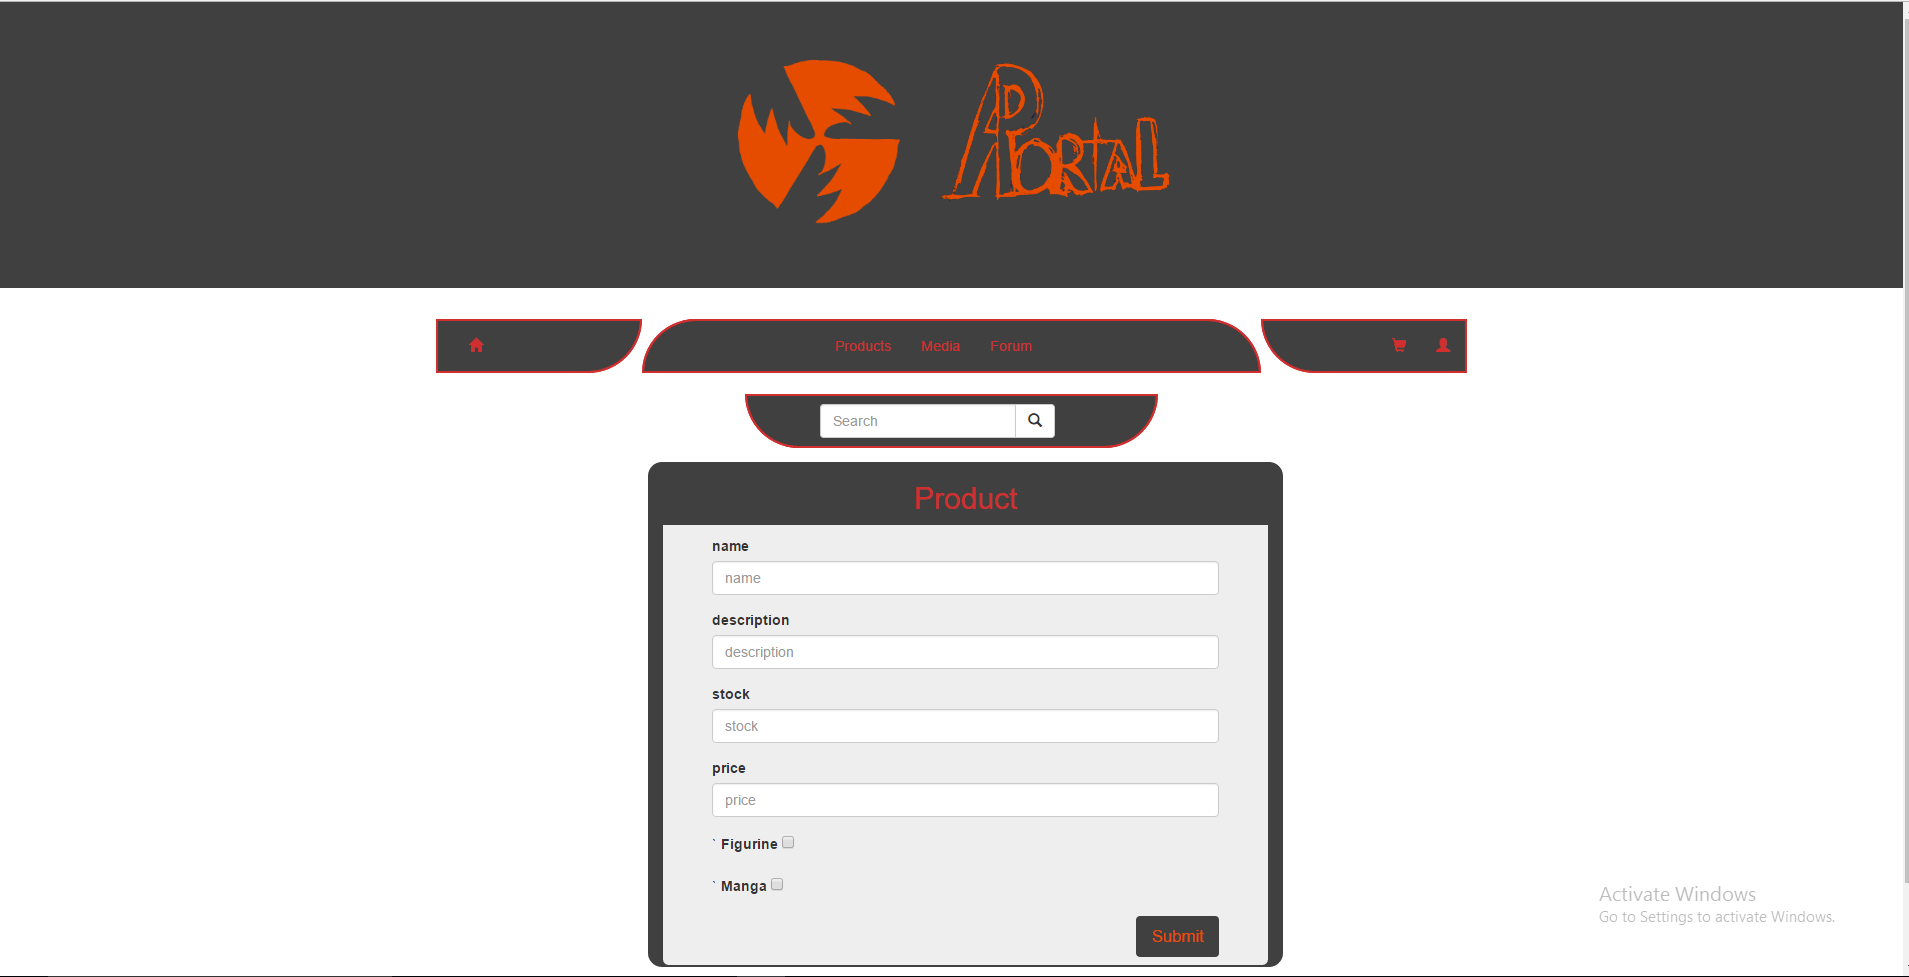 AD PORTAL
Products Media Forum
Search
Product
name
name
description
description
stock
stock
price
price
` Figurine
` Manga
Submit
Activate Windows
Go to Settings to activate Windows.